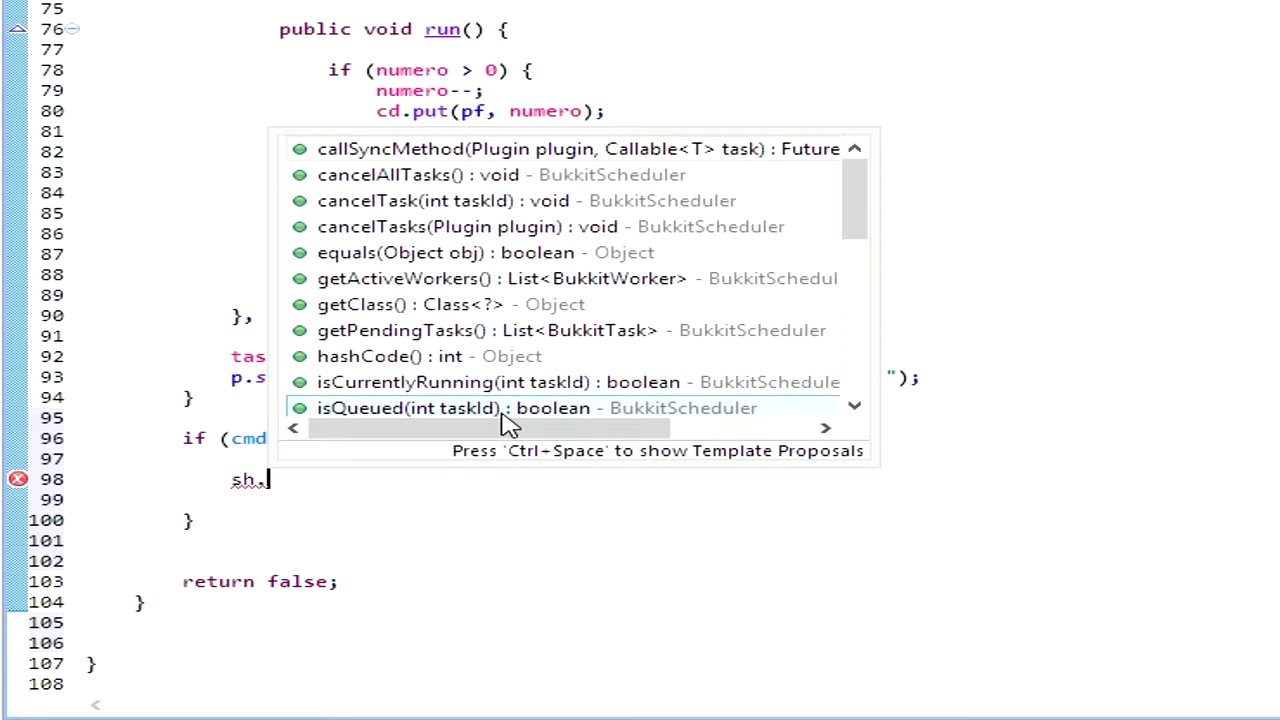 75
76 public void run() {
77
78 if (numero > 0) {
79 numero--;
80 cd.put(pf, numero);
81
callSyncMethod(Plugin plugin, Callable<T> task) : Future
82
cancelAllTasks() : void - BukkitScheduler
83
cancelTask(int taskId) : void - BukkitScheduler
84
85
cancelTasks(Plugin plugin) : void - BukkitScheduler
86
equals(Object obj) : boolean - Object
87
getActiveWorkers() : List<BukkitWorker> - BukkitSchedul
88
89
getClass() : Class<?> - Object
90 },
getPendingTasks() : List<BukkitTask> - BukkitScheduler
91
92 tas
hashCode() : int - Object
93 p.s ");
isCurrentlyRunning(int taskId) : boolean - BukkitSchedule
94 }
isQueued(int taskId) : boolean - BukkitScheduler
95
96 if (cmd
Press 'Ctrl+Space' to show Template Proposals
97
98 sh.
99
100 }
101
102
103 return false;
104 }
105
106
107 }
108